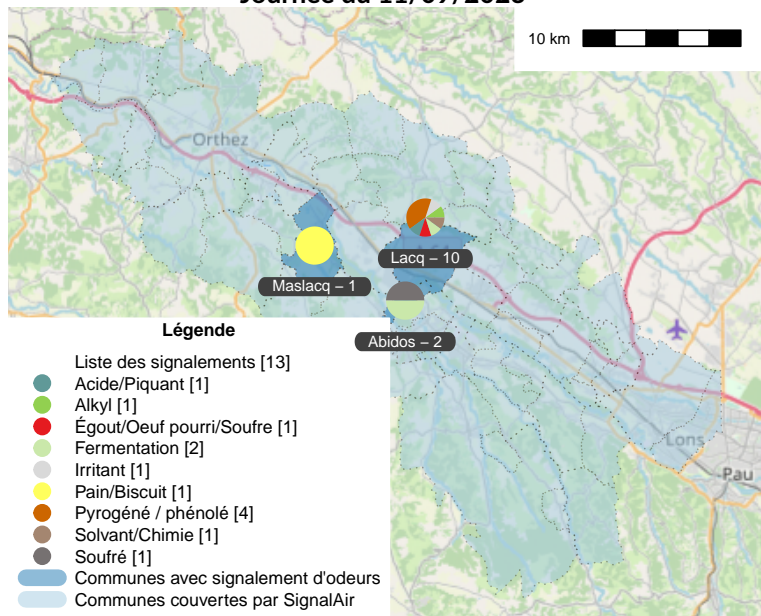 10 km
Orthez
Lacq – 10
Maslacq – 1
Abidos – 2
Lons
Pau
Légende
Liste des signalements [13]
Acide/Piquant [1]
Alkyl [1]
Égout/Oeuf pourri/Soufre [1]
Fermentation [2]
Irritant [1]
Pain/Biscuit [1]
Pyrogéné / phénolé [4]
Solvant/Chimie [1]
Soufré [1]
Communes avec signalement d'odeurs
Communes couvertes par SignalAir